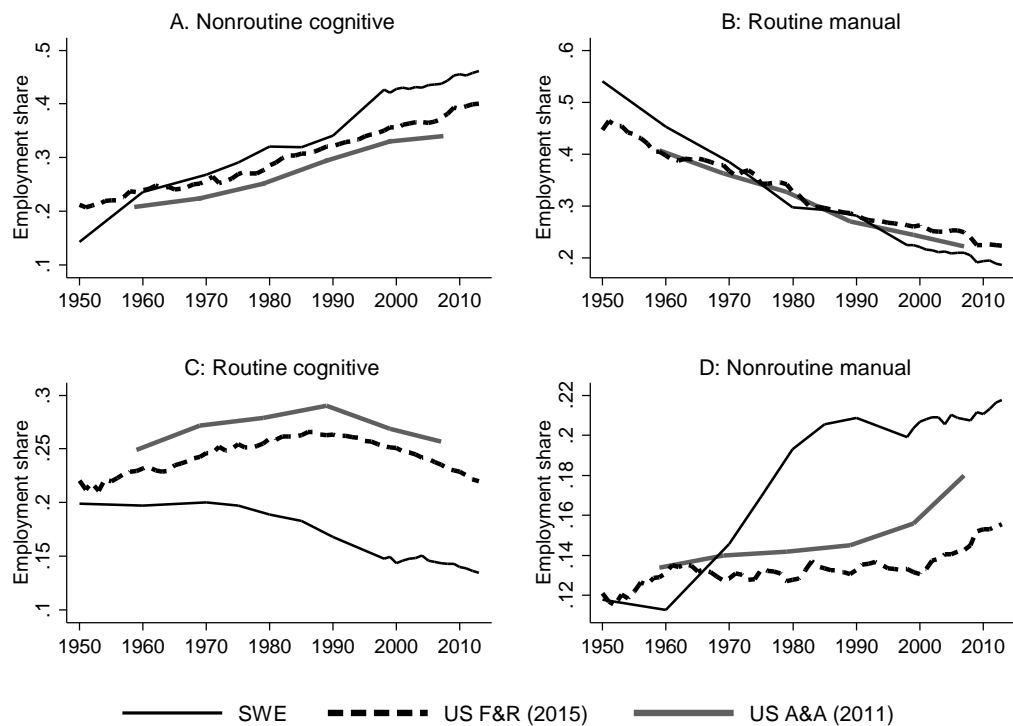 A. Nonroutine cognitive
Employment share
.1 .2 .3 .4 .5
1950 1960 1970 1980 1990 2000 2010
B: Routine manual
Employment share
.2 .3 .4 .5 .6
1950 1960 1970 1980 1990 2000 2010
C: Routine cognitive
Employment share
.1 .15 .2 .25 .3
1950 1960 1970 1980 1990 2000 2010
D: Nonroutine manual
Employment share
.12 .14 .16 .18 .2 .22
1950 1960 1970 1980 1990 2000 2010
SWE US F&R (2015) US A&A (2011)